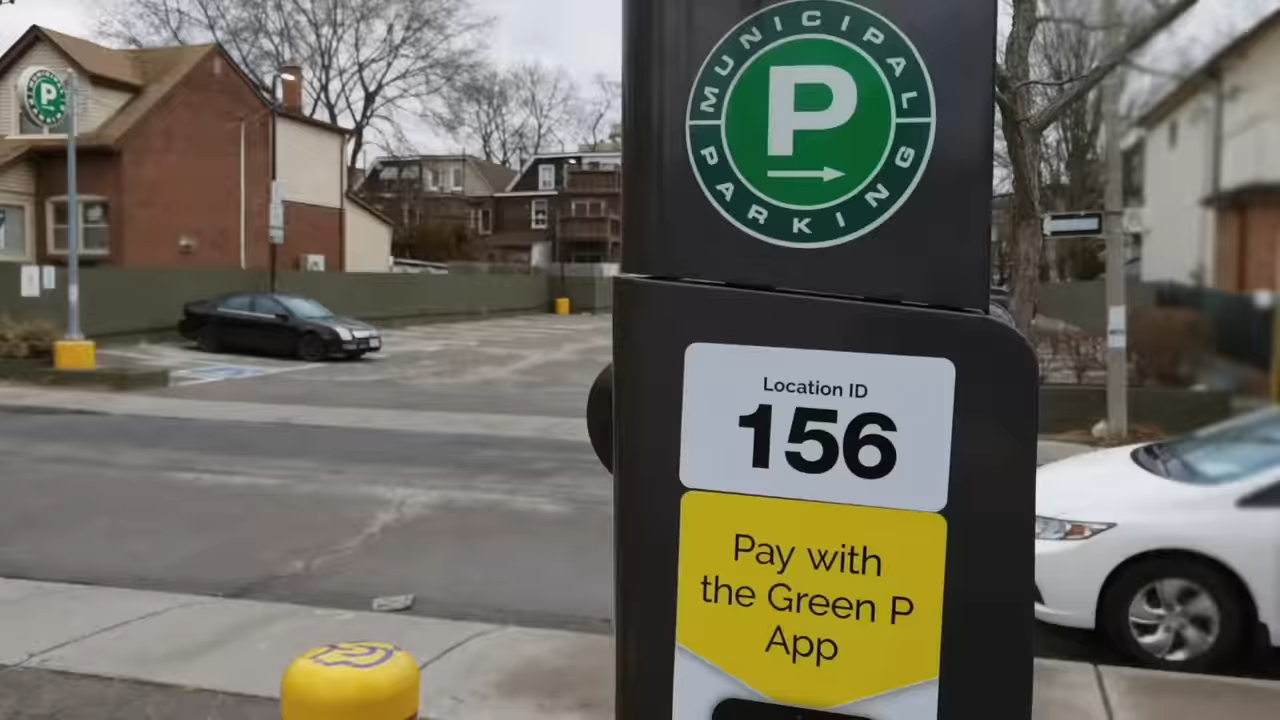 MUNICIPAL
P
PARKING
Location ID
156
Pay with
the Green P
App
P